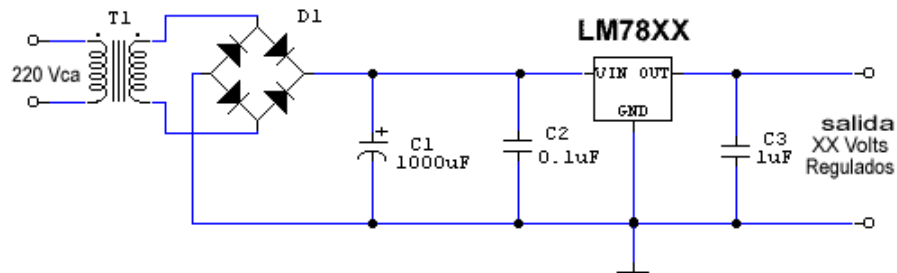 T1
D1
LM78XX
220 Vca
VIN OUT
GND
+
C1
1000uF
C2
0.1uF
C3
1uF
salida
XX Volts
Regulados